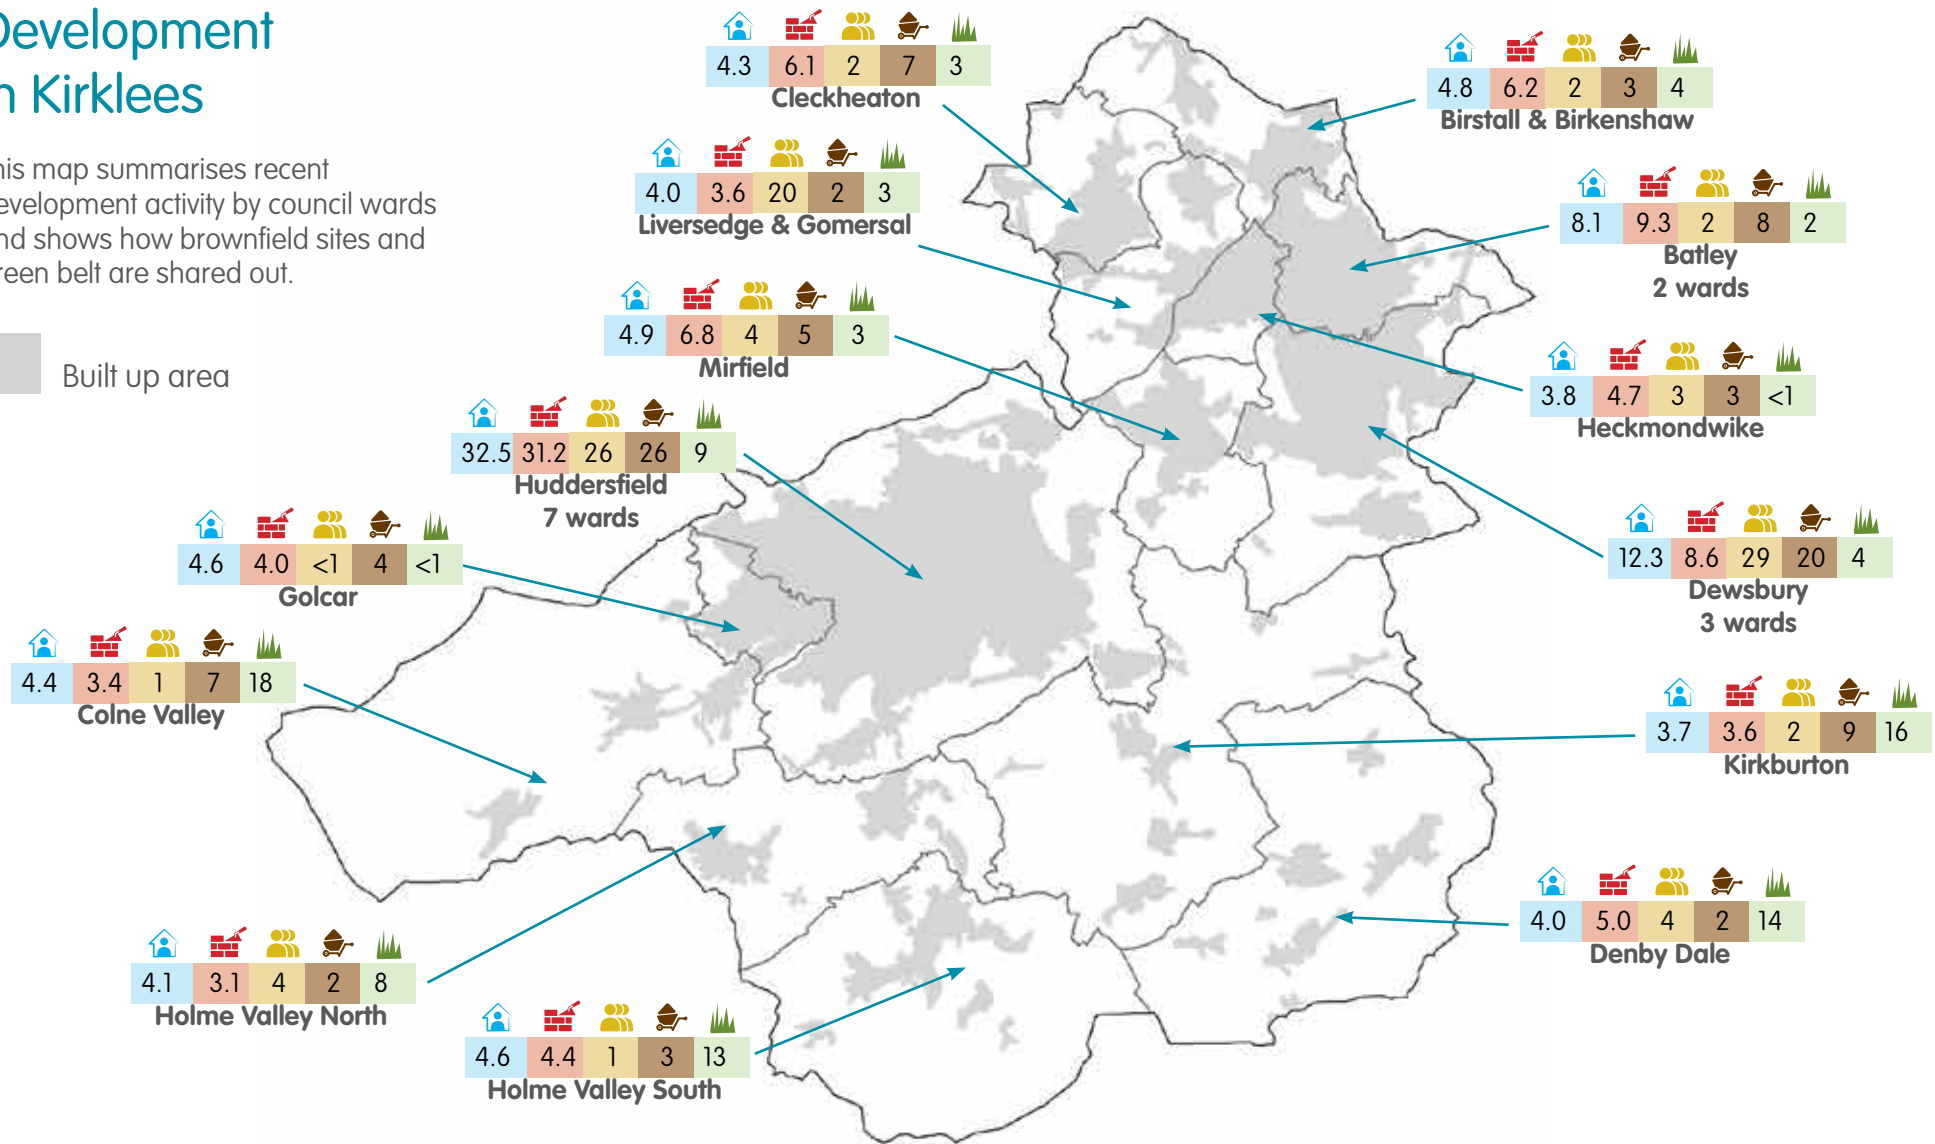 Development
n Kirklees
his map summarises recent
evelopment activity by council wards
nd shows how brownfield sites and
reen belt are shared out.
Built up area
4.3 6.1 2 7 3
Cleckheaton
4.8 6.2 2 3 4
Birstall & Birkenshaw
4.0 3.6 20 2 3
Liversedge & Gomersal
8.1 9.3 2 8 2
Batley
2 wards
4.9 6.8 4 5 3
Mirfield
3.8 4.7 3 3 <1
Heckmondwike
32.5 31.2 26 26 9
Huddersfield
7 wards
4.6 4.0 <1 4 <1
Golcar
12.3 8.6 29 20 4
Dewsbury
3 wards
4.4 3.4 1 7 18
Colne Valley
3.7 3.6 2 9 16
Kirkburton
4.0 5.0 4 2 14
Denby Dale
4.1 3.1 4 2 8
Holme Valley North
4.6 4.4 1 3 13
Holme Valley South